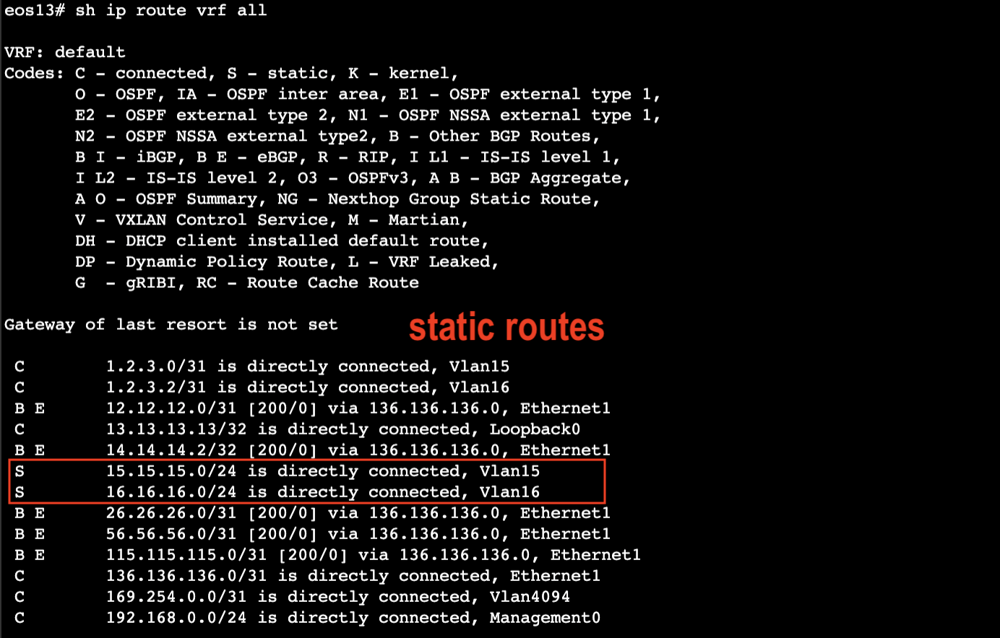 eos13# sh ip route vrf all
VRF: default
Codes: C - connected, S - static, K - kernel,
O - OSPF, IA - OSPF inter area, E1 - OSPF external type 1,
E2 - OSPF external type 2, N1 - OSPF NSSA external type 1,
N2 - OSPF NSSA external type2, B - Other BGP Routes,
B I - iBGP, B E - eBGP, R - RIP, I L1 - IS-IS level 1,
I L2 - IS-IS level 2, O3 - OSPFv3, A B - BGP Aggregate,
A O - OSPF Summary, NG - Nexthop Group Static Route,
V - VXLAN Control Service, M - Martian,
DH - DHCP client installed default route,
DP - Dynamic Policy Route, L - VRF Leaked,
G  - gRIBI, RC - Route Cache Route
Gateway of last resort is not set
static routes
C        1.2.3.0/31 is directly connected, Vlan15
C        1.2.3.2/31 is directly connected, Vlan16
B E      12.12.12.0/31 [200/0] via 136.136.136.0, Ethernet1
C        13.13.13.13/32 is directly connected, Loopback0
B E      14.14.14.2/32 [200/0] via 136.136.136.0, Ethernet1
S        15.15.15.0/24 is directly connected, Vlan15
S        16.16.16.0/24 is directly connected, Vlan16
B E      26.26.26.0/31 [200/0] via 136.136.136.0, Ethernet1
B E      56.56.56.0/31 [200/0] via 136.136.136.0, Ethernet1
B E      115.115.115.0/31 [200/0] via 136.136.136.0, Ethernet1
C        136.136.136.0/31 is directly connected, Ethernet1
C        169.254.0.0/31 is directly connected, Vlan4094
C        192.168.0.0/24 is directly connected, Management0